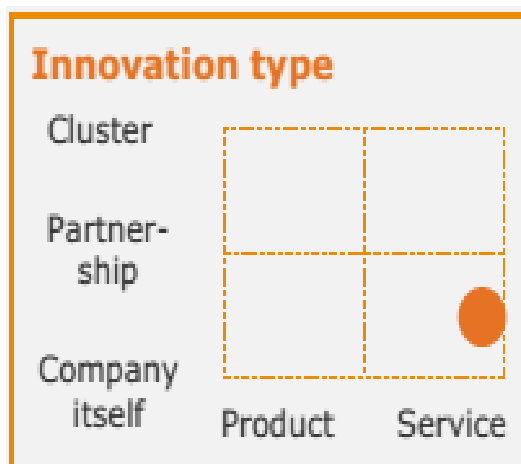 Innovation type
Cluster
Partner-
ship
Company
itself
Product Service